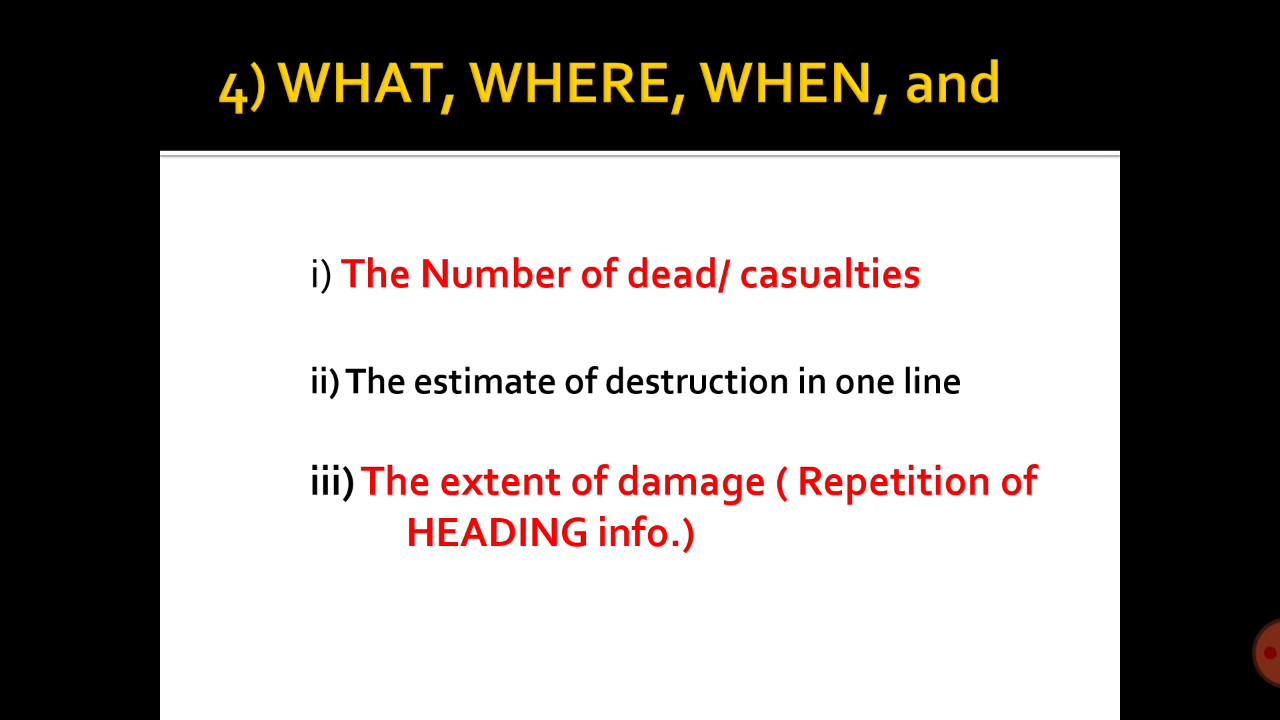 4) WHAT, WHERE, WHEN, and
i) The Number of dead/ casualties
ii) The estimate of destruction in one line
iii) The extent of damage ( Repetition of
HEADING info.)